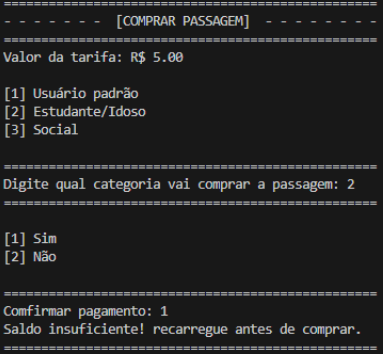 ==================================================
- - - - - - -  [COMPRAR PASSAGEM]  - - - - - - - -
==================================================
Valor da tarifa: R$ 5.00
[1] Usuário padrão
[2] Estudante/Idoso
[3] Social
==================================================
Digite qual categoria vai comprar a passagem: 2
==================================================
[1] Sim
[2] Não
==================================================
Comfirmar pagamento: 1
Saldo insuficiente! recarregue antes de comprar.
==================================================